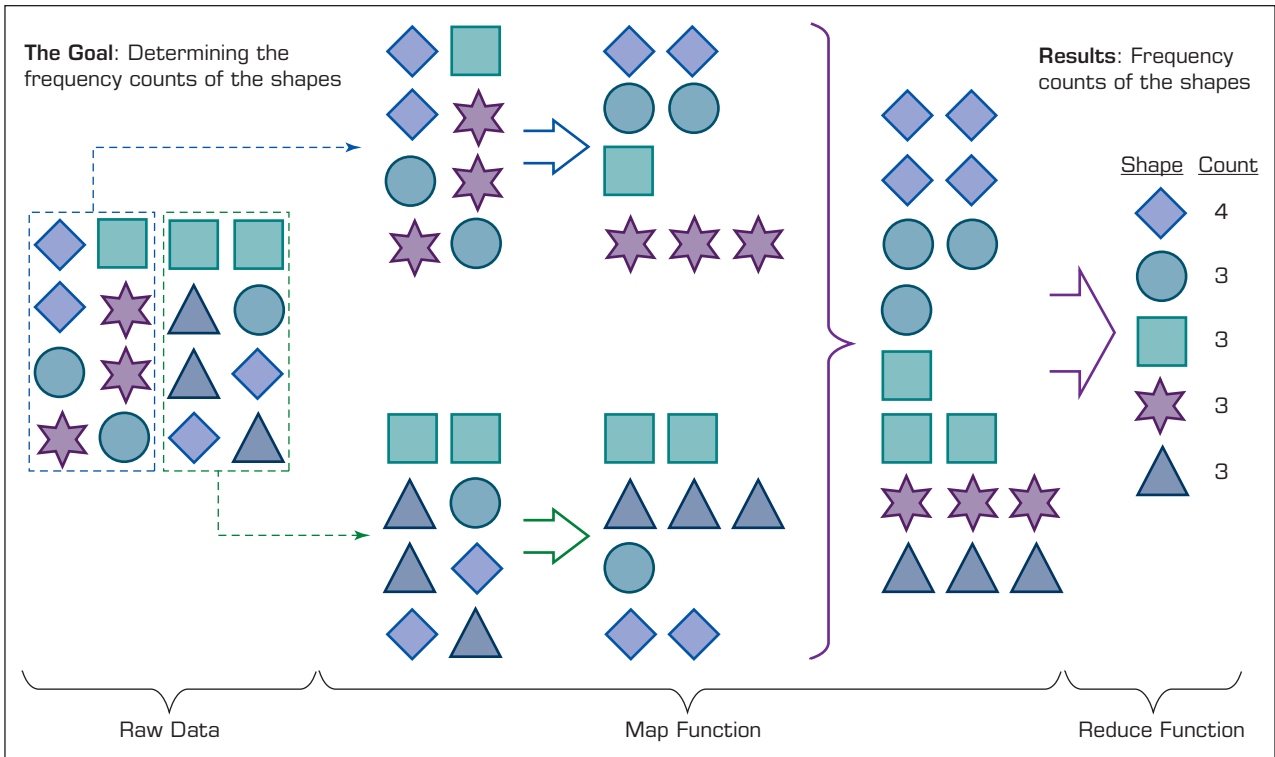 The Goal: Determining the
frequency counts of the shapes
Results: Frequency
counts of the shapes
Shape Count
4
3
3
3
3
Raw Data
Map Function
Reduce Function